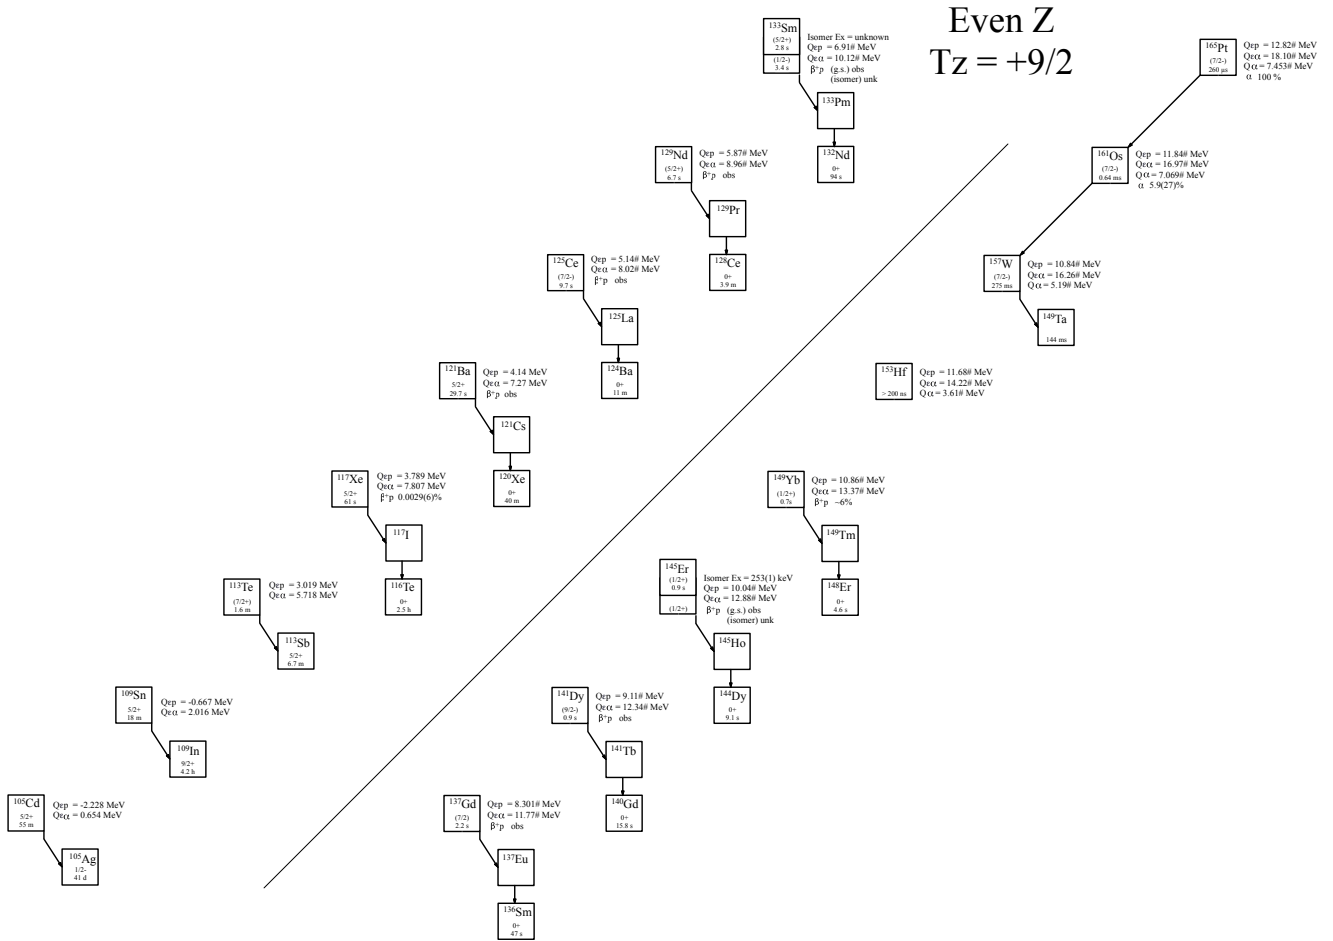 Even Z
Tz = +9/2
133Sm
(5/2+)
2.8 s
(1/2-)
3.4 s
Isomer Ex = unknown
Qεp = 6.91# MeV
Qεα = 10.12# MeV
β+p (g.s.) obs
(isomer) unk
133Pm
132Nd
0+
94 s
165Pt
(7/2-)
260 µs
Qεp = 12.82# MeV
Qεα = 18.10# MeV
Qα = 7.453# MeV
α 100 %
129Nd
(5/2+)
6.7 s
Qεp = 5.87# MeV
Qεα = 8.96# MeV
β+p obs
129Pr
128Ce
0+
3.9 m
161Os
(7/2-)
0.64 ms
Qεp = 11.84# MeV
Qεα = 16.97# MeV
Qα = 7.069# MeV
α 5.9(27)%
125Ce
(7/2-)
9.7 s
Qεp = 5.14# MeV
Qεα = 8.02# MeV
β+p obs
125La
124Ba
0+
11 m
157W
(7/2-)
275 ms
Qεp = 10.84# MeV
Qεα = 16.26# MeV
Qα = 5.19# MeV
149Ta
144 ms
121Ba
5/2+
29.7 s
Qεp = 4.14 MeV
Qεα = 7.27 MeV
β+p obs
121Cs
120Xe
0+
40 m
153Hf
> 200 ns
Qεp = 11.68# MeV
Qεα = 14.22# MeV
Qα = 3.61# MeV
117Xe
5/2+
61 s
Qεp = 3.789 MeV
Qεα = 7.807 MeV
β+p 0.0029(6)%
117I
116Te
0+
2.5 h
149Yb
(1/2+)
0.7s
Qεp = 10.86# MeV
Qεα = 13.37# MeV
β+p ~6%
149Tm
148Er
0+
4.6 s
113Te
(7/2+)
1.6 m
Qεp = 3.019 MeV
Qεα = 5.718 MeV
113Sb
5/2+
6.7 m
145Er
(1/2+)
0.9 s
(1/2+)
Isomer Ex = 253(1) keV
Qεp = 10.04# MeV
Qεα = 12.88# MeV
β+p (g.s.) obs
(isomer) unk
145Ho
144Dy
0+
9.1 s
109Sn
5/2+
18 m
Qεp = -0.667 MeV
Qεα = 2.016 MeV
109In
9/2+
4.2 h
141Dy
(9/2-)
0.9 s
Qεp = 9.11# MeV
Qεα = 12.34# MeV
β+p obs
141Tb
140Gd
0+
15.8 s
105Cd
5/2+
55 m
Qεp = -2.228 MeV
Qεα = 0.654 MeV
105Ag
1/2-
41 d
137Gd
(7/2)
2.2 s
Qεp = 8.301# MeV
Qεα = 11.77# MeV
β+p obs
137Eu
136Sm
0+
47 s